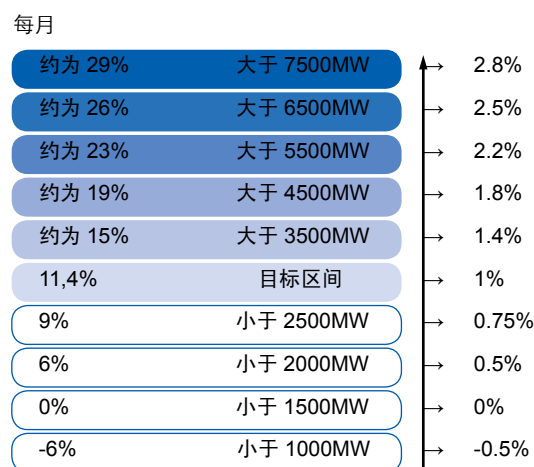 每月
约为 29% 大于 7500MW → 2.8%
约为 26% 大于 6500MW → 2.5%
约为 23% 大于 5500MW → 2.2%
约为 19% 大于 4500MW → 1.8%
约为 15% 大于 3500MW → 1.4%
11,4% 目标区间 → 1%
9% 小于 2500MW → 0.75%
6% 小于 2000MW → 0.5%
0% 小于 1500MW → 0%
-6% 小于 1000MW → -0.5%